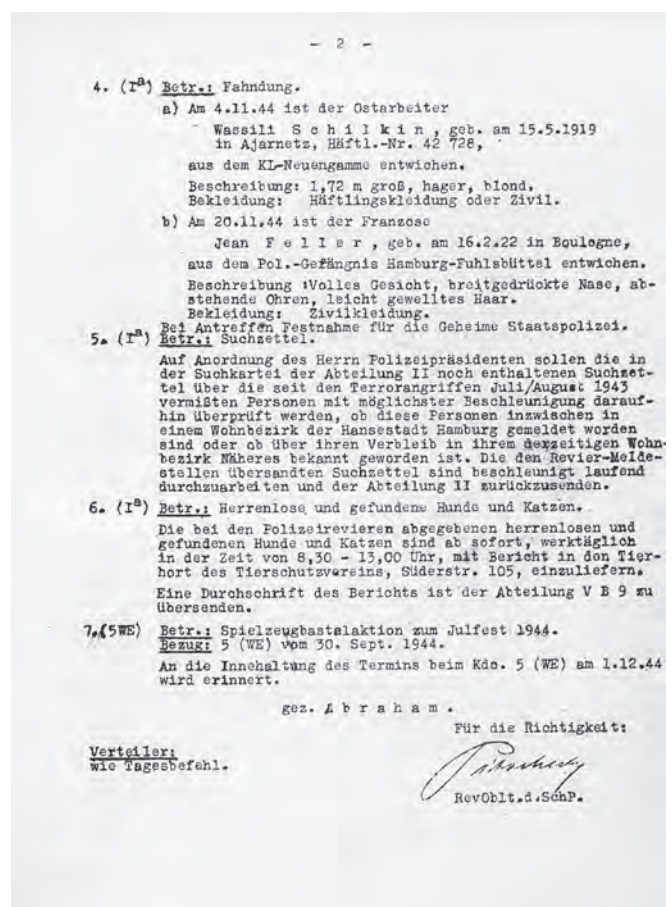 - 2 -
4. (Ia) Betr.: Fahndung.
a) Am 4.11.44 ist der Ostarbeiter
Wassili S c h i l k i n , geb. am 15.5.1919
in Ajarnetz, Häftl.-Nr. 42 728,
aus dem KL-Neuengamme entwichen.
Beschreibung: 1,72 m groß, hager, blond.
Bekleidung: Häftlingskleidung oder Zivil.
b) Am 20.11.44 ist der Franzose
Jean F e l l e r , geb. am 16.2.22 in Boulogne,
aus dem Pol.-Gefängnis Hamburg-Fuhlsbüttel entwichen.
Beschreibung :Volles Gesicht, breitgedrückte Nase, ab-
stehende Ohren, leicht gewelltes Haar.
Bekleidung: Zivilkleidung.
Bei Antreffen Festnahme für die Geheime Staatspolizei.
5. (Ia) Betr.: Suchzettel.
Auf Anordnung des Herrn Polizeipräsidenten sollen die in
der Suchkartei der Abteilung II noch enthaltenen Suchzet-
tel über die seit den Terrorangriffen Juli/August 1943
vermißten Personen mit möglichster Beschleunigung darauf-
hin überprüft werden, ob diese Personen inzwischen in
einem Wohnbezirk der Hansestadt Hamburg gemeldet worden
sind oder ob über ihren Verbleib in ihrem derzeitigen Wohn-
bezirk Näheres bekannt geworden ist. Die den Revier-Melde-
stellen übersandten Suchzettel sind beschleunigt laufend
durchzuarbeiten und der Abteilung II zurückzusenden.
6. (Ia) Betr.: Herrenlose und gefundene Hunde und Katzen.
Die bei den Polizeirevieren abgegebenen herrenlosen und
gefundenen Hunde und Katzen sind ab sofort, werktäglich
in der Zeit von 8,30 - 13,00 Uhr, mit Bericht in den Tier-
hort des Tierschutzvereins, Süderstr. 105, einzuliefern.
Eine Durchschrift des Berichts ist der Abteilung V B 9 zu
übersenden.
7.(5WE) Betr.: Spielzeugbastelaktion zum Julfest 1944.
Bezug: 5 (WE) vom 30. Sept. 1944.
An die Innehaltung des Termins beim Kdo. 5 (WE) am 1.12.44
wird erinnert.
gez. A b r a h a m .
Für die Richtigkeit:
Verteiler:
wie Tagesbefehl.
RevOblt.d.SchP.